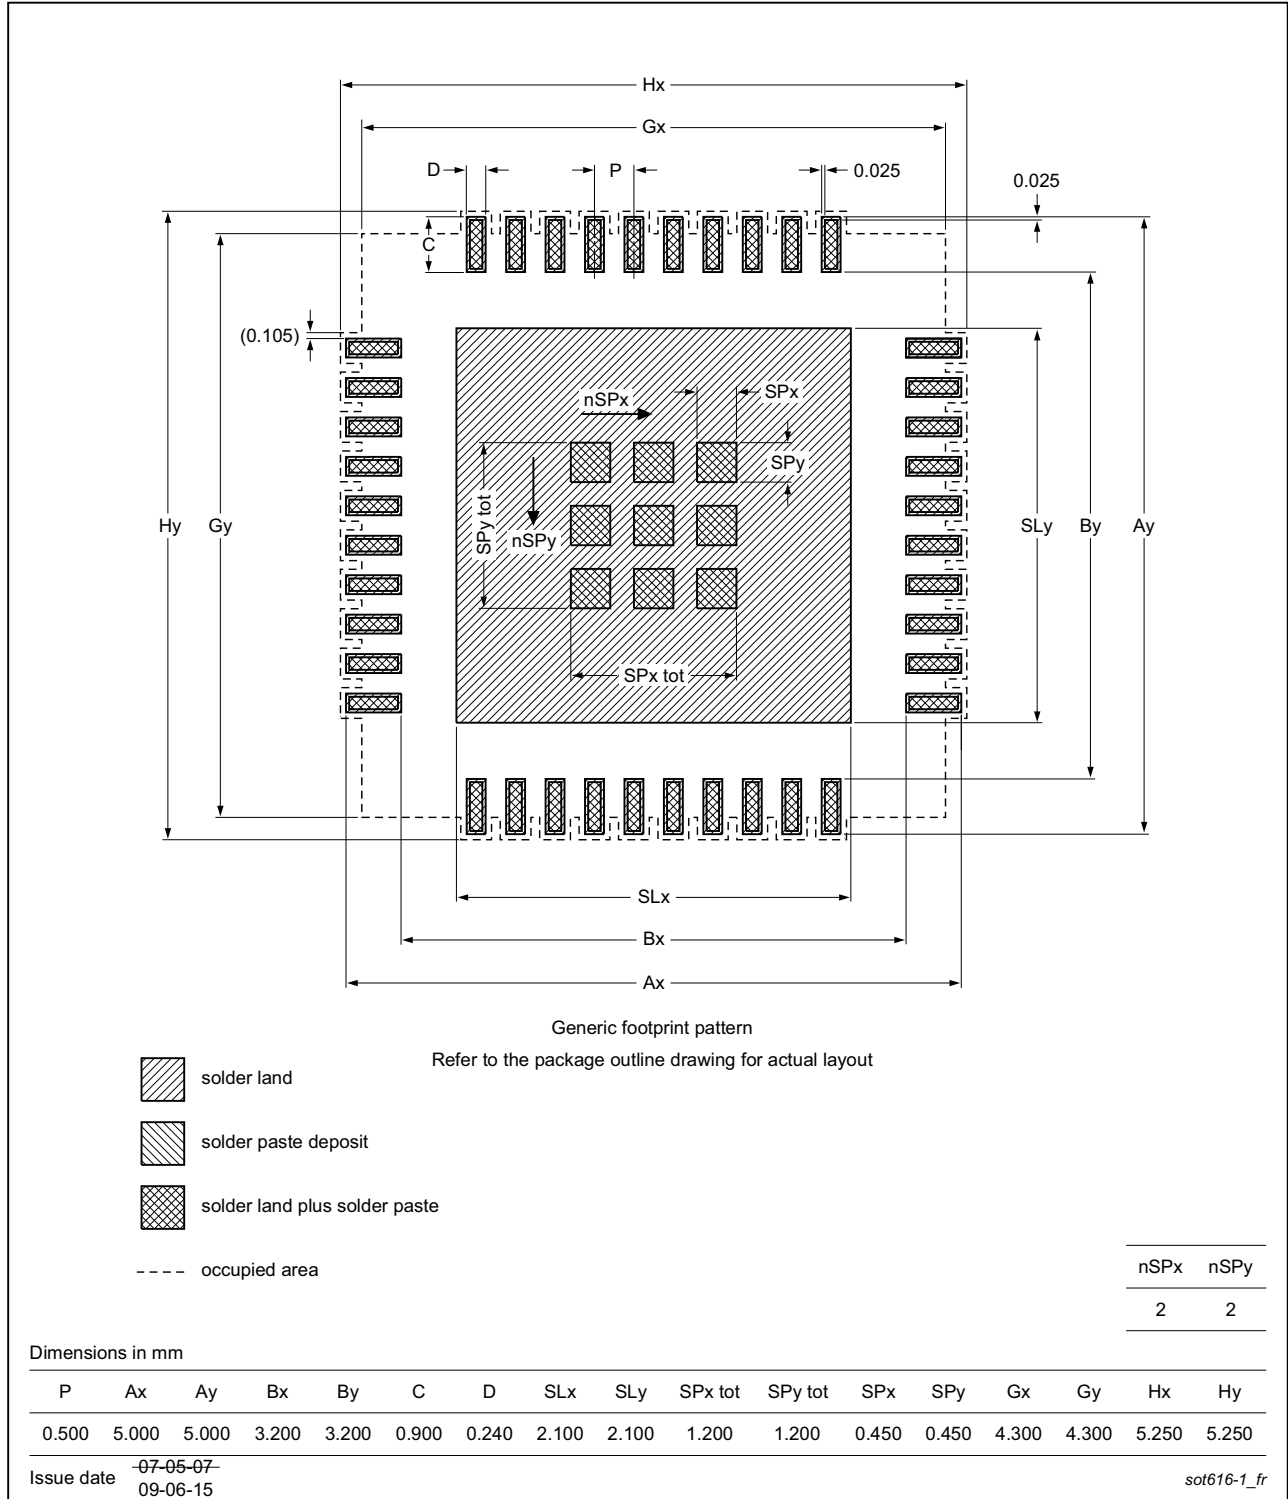 Hx
Gx
D
P
0.025
0.025
C
(0.105)
nSPx
SPx
SPy
SPy tot
nSPy
Hy
Gy
SLy
By
Ay
SPx tot
SLx
Bx
Ax
Generic footprint pattern
Refer to the package outline drawing for actual layout
solder land
solder paste deposit
solder land plus solder paste
occupied area
nSPx nSPy
2 2
Dimensions in mm
P Ax Ay Bx By C D SLx SLy SPx tot SPy tot SPx SPy Gx Gy Hx Hy
0.500 5.000 5.000 3.200 3.200 0.900 0.240 2.100 2.100 1.200 1.200 0.450 0.450 4.300 4.300 5.250 5.250
Issue date 07-05-07
09-06-15
sot616-1_fr